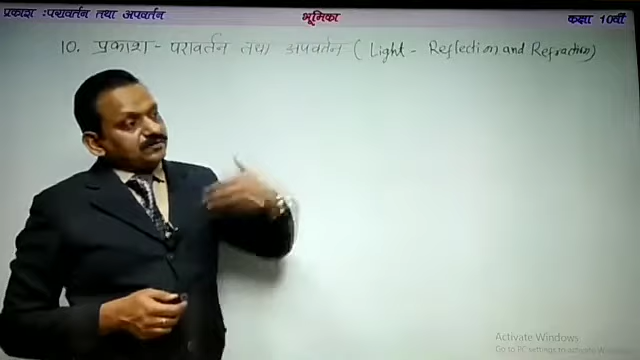 प्रकाश :परावर्तन तथा अपवर्तन
भूमिका
कक्षा 10वीं
10. प्रकाश - परावर्तन तथा अपवर्तन ( Light - Reflection and Refraction)
Activate Windows
Go to PC settings to activate Windows.